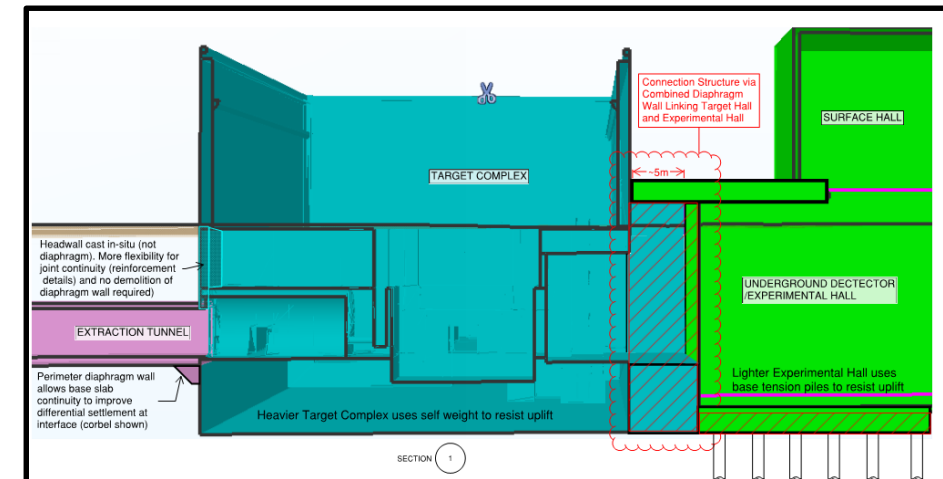 Connection Structure via
Combined Diaphragm
Wall Linking Target Hall
and Experimental Hall
SURFACE HALL
~5m
TARGET COMPLEX
Headwall cast in-situ (not
diaphragm). More flexibility for
joint continuity (reinforcement
details) and no demolition of
diaphragm wall required)
UNDERGROUND DECTECTOR
/EXPERIMENTAL HALL
EXTRACTION TUNNEL
Perimeter diaphragm wall
allows base slab
continuity to improve
differential settlement at
interface (corbel shown)
Lighter Experimental Hall uses
base tension piles to resist uplift
Heavier Target Complex uses self weight to resist uplift
SECTION 1